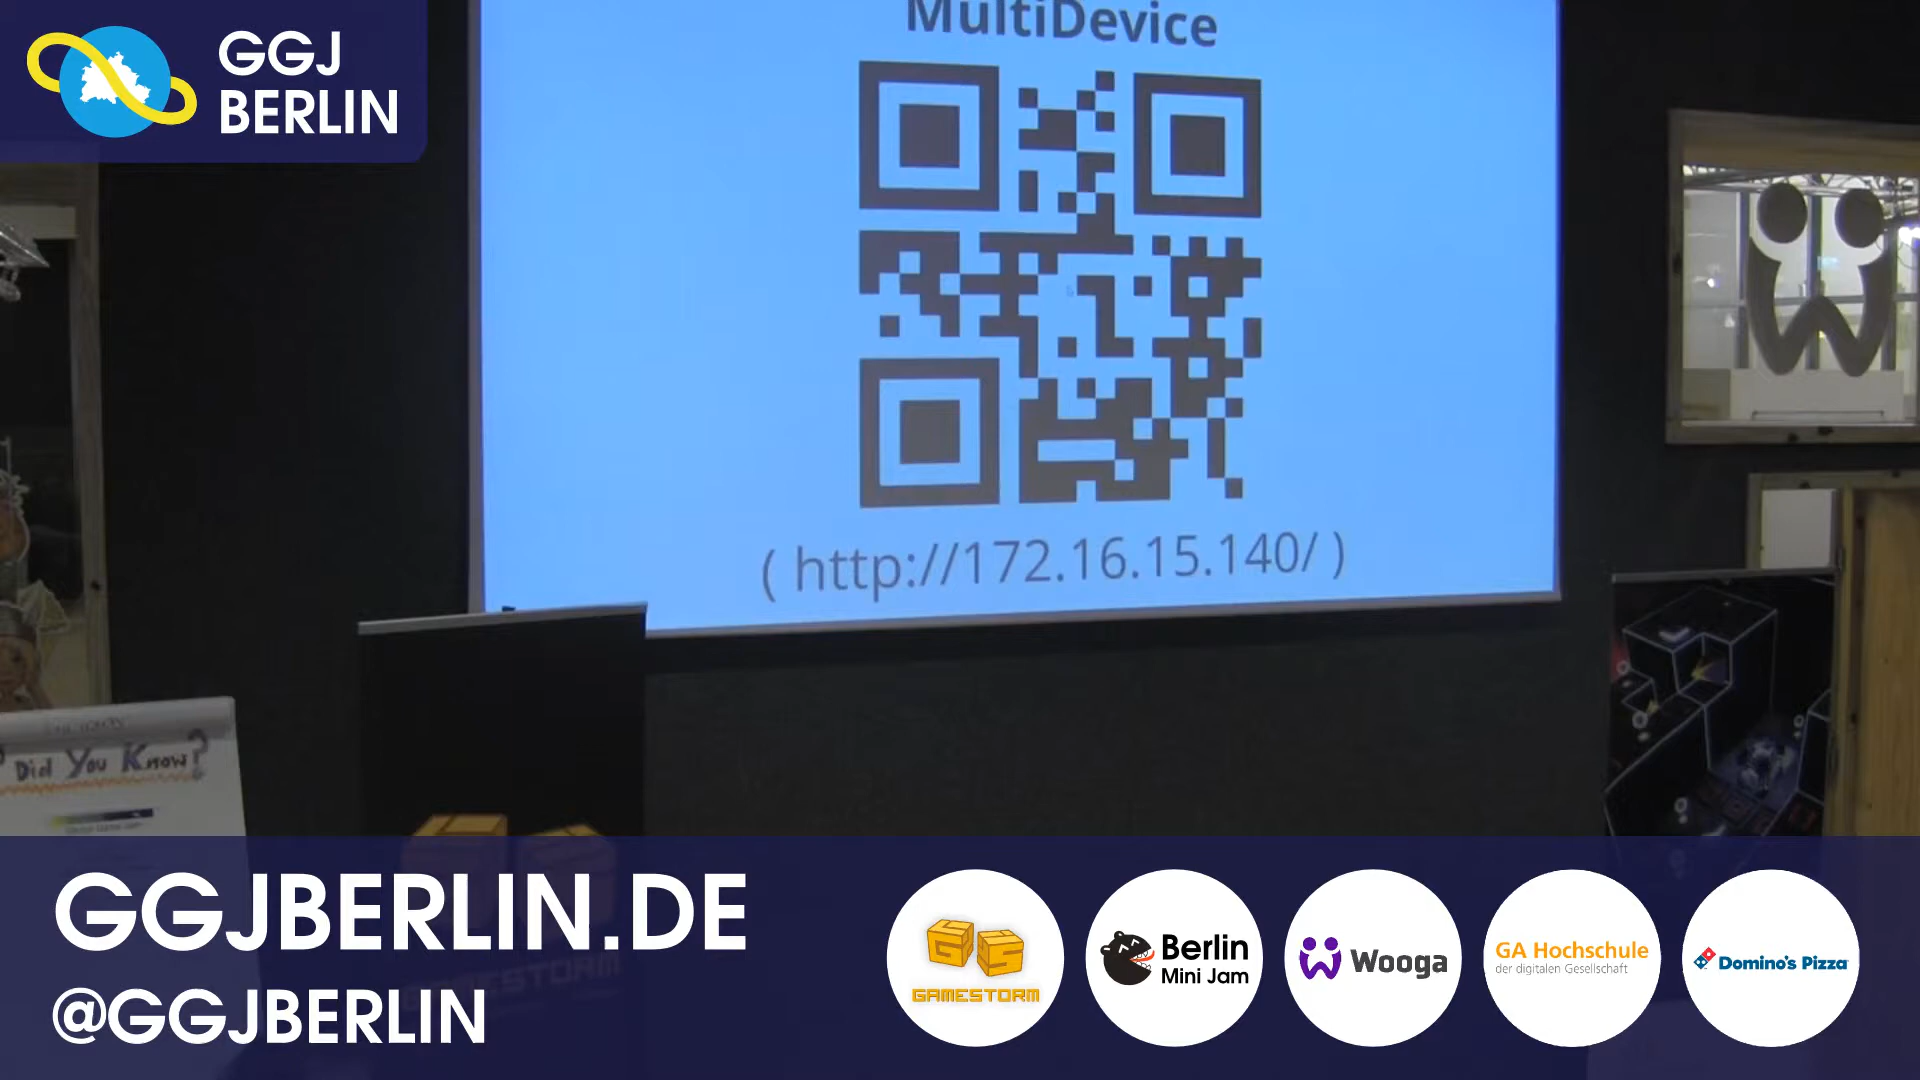 GGJ
BERLIN
MultiDevice
( http://172.16.15.140/ )
Did You Know?
GGJBERLIN.DE
@GGJBERLIN
GAMESTORM
Berlin
Mini Jam
Wooga
GA Hochschule
der digitalen Gesellschaft
Domino's Pizza